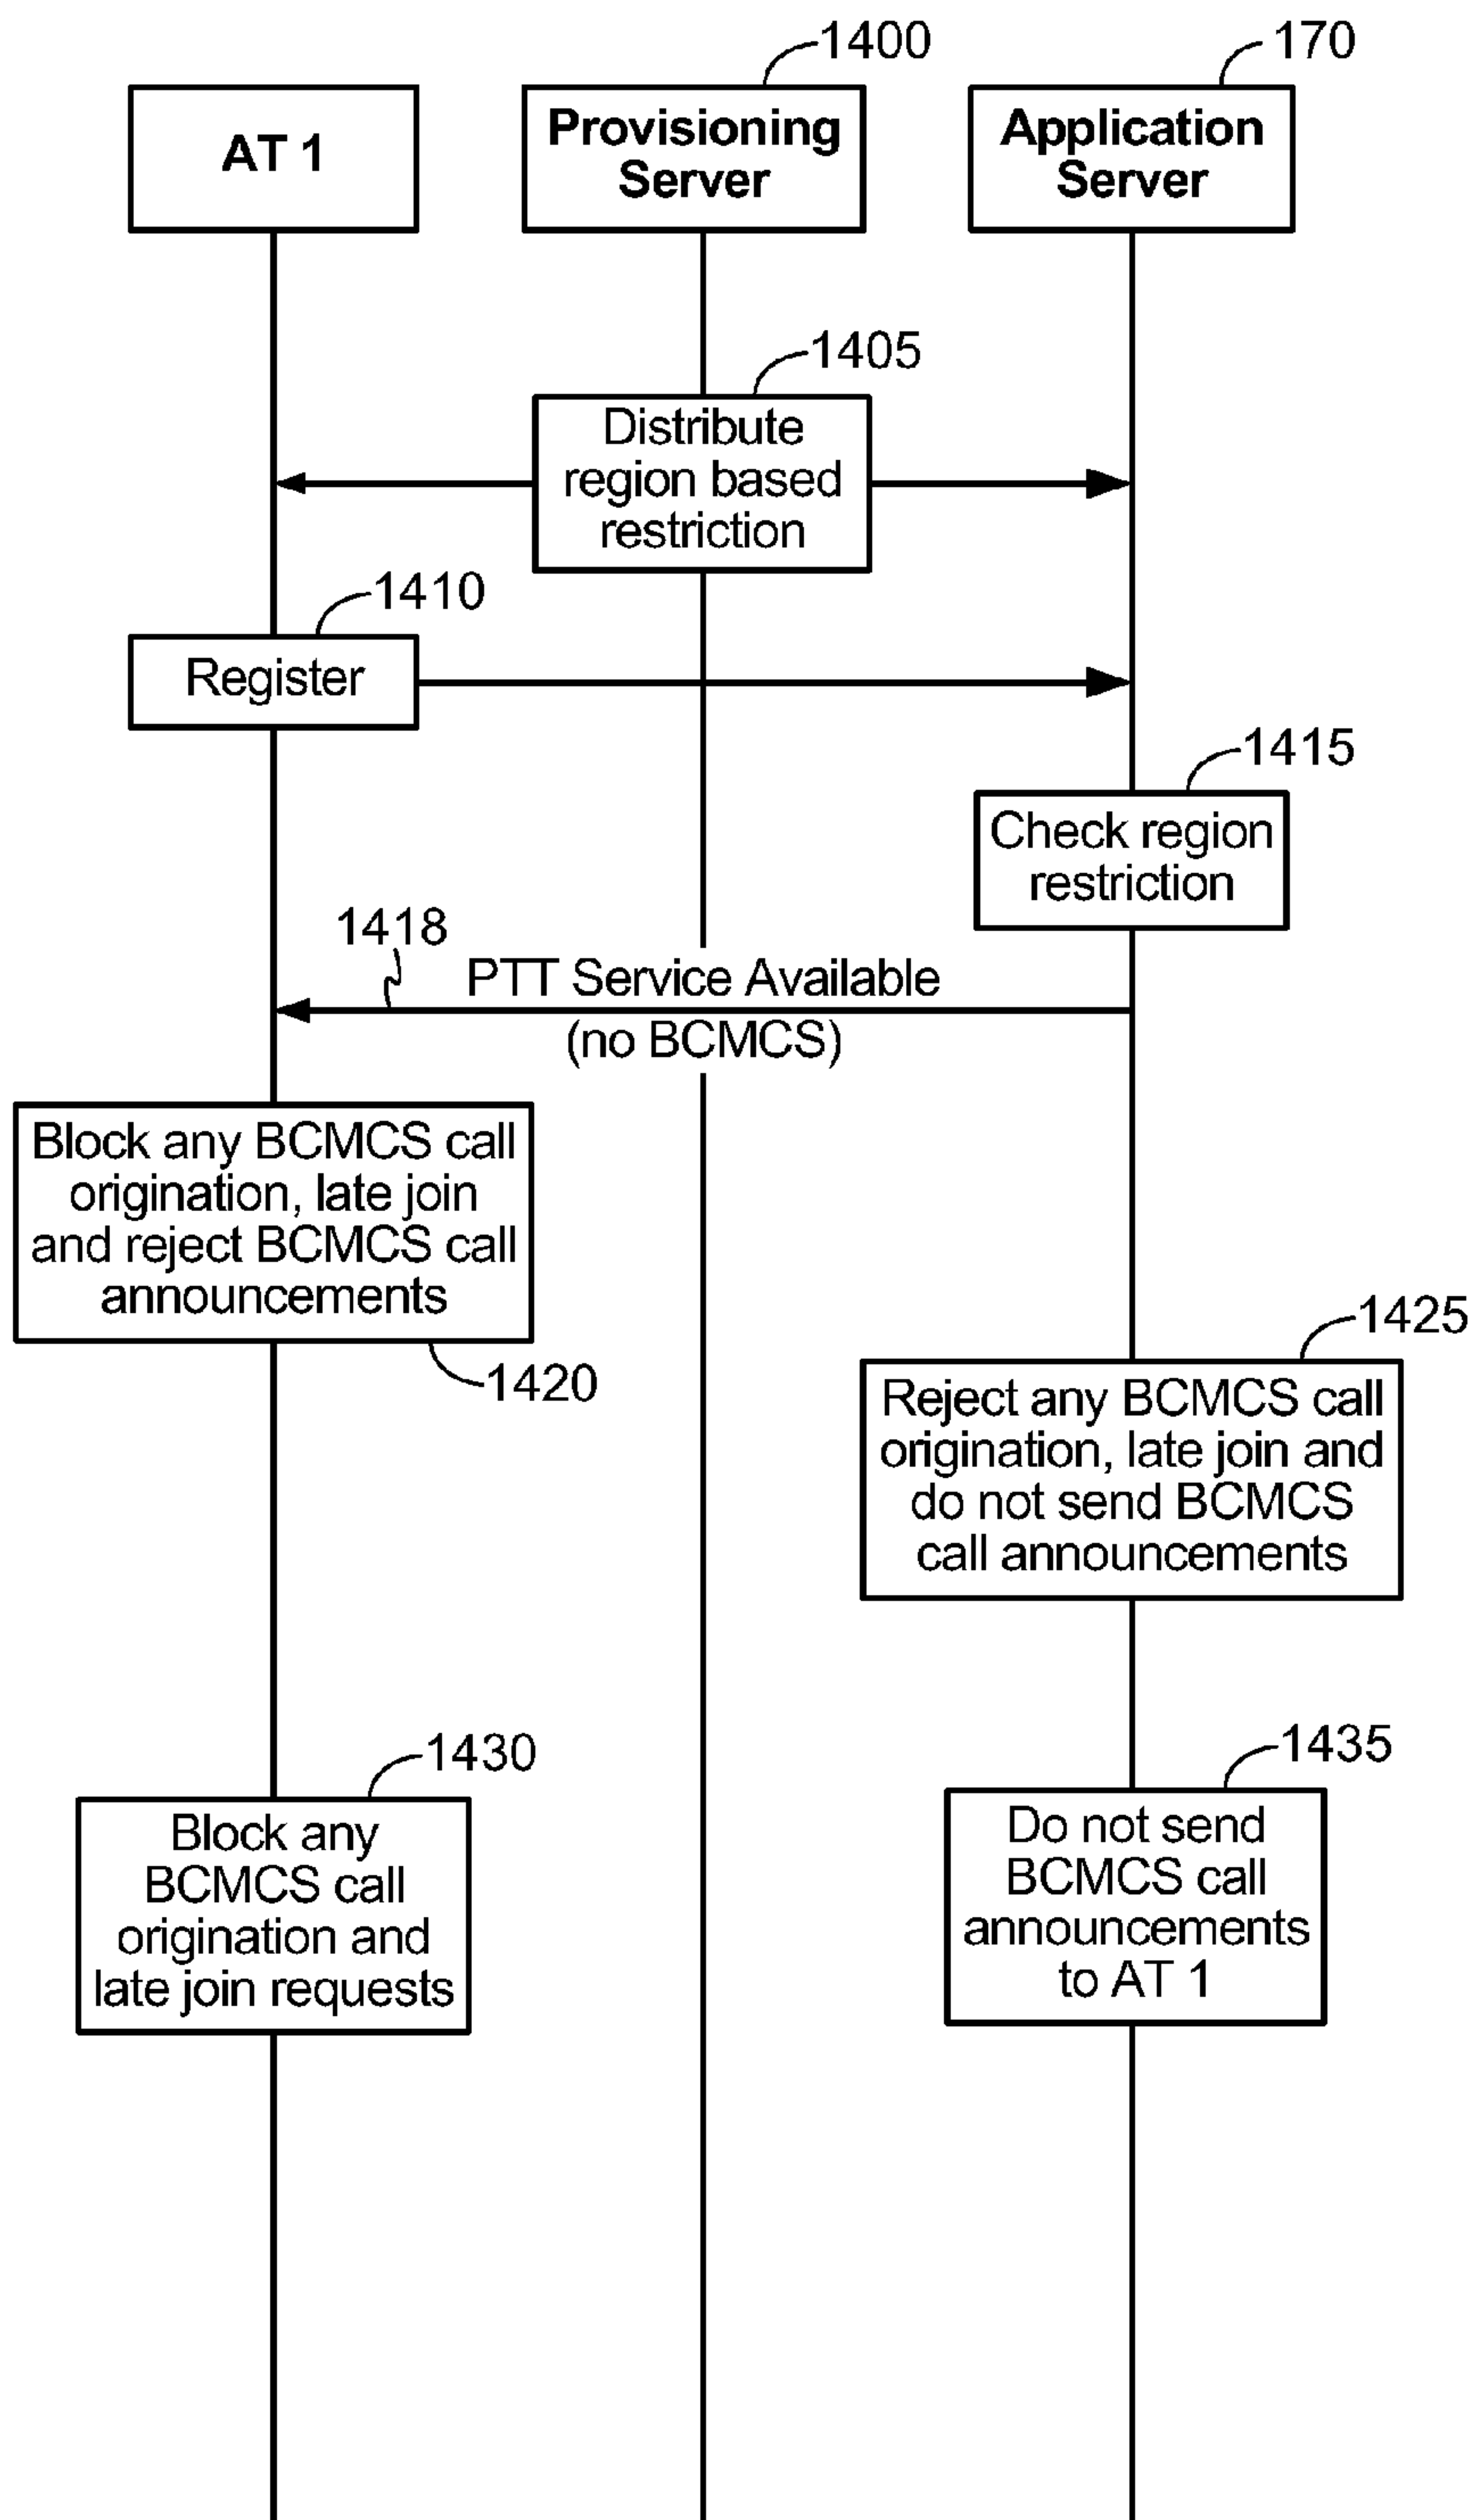 1400
170
AT 1
Provisioning
Server
Application
Server
1405
Distribute
region based
restriction
1410
Register
1415
Check region
restriction
1418
PTT Service Available
(no BCMCS)
Block any BCMCS call
origination, late join
and reject BCMCS call
announcements
1420
1425
Reject any BCMCS call
origination, late join and
do not send BCMCS
call announcements
1430
Block any
BCMCS call
origination and
late join requests
1435
Do not send
BCMCS call
announcements
to AT 1